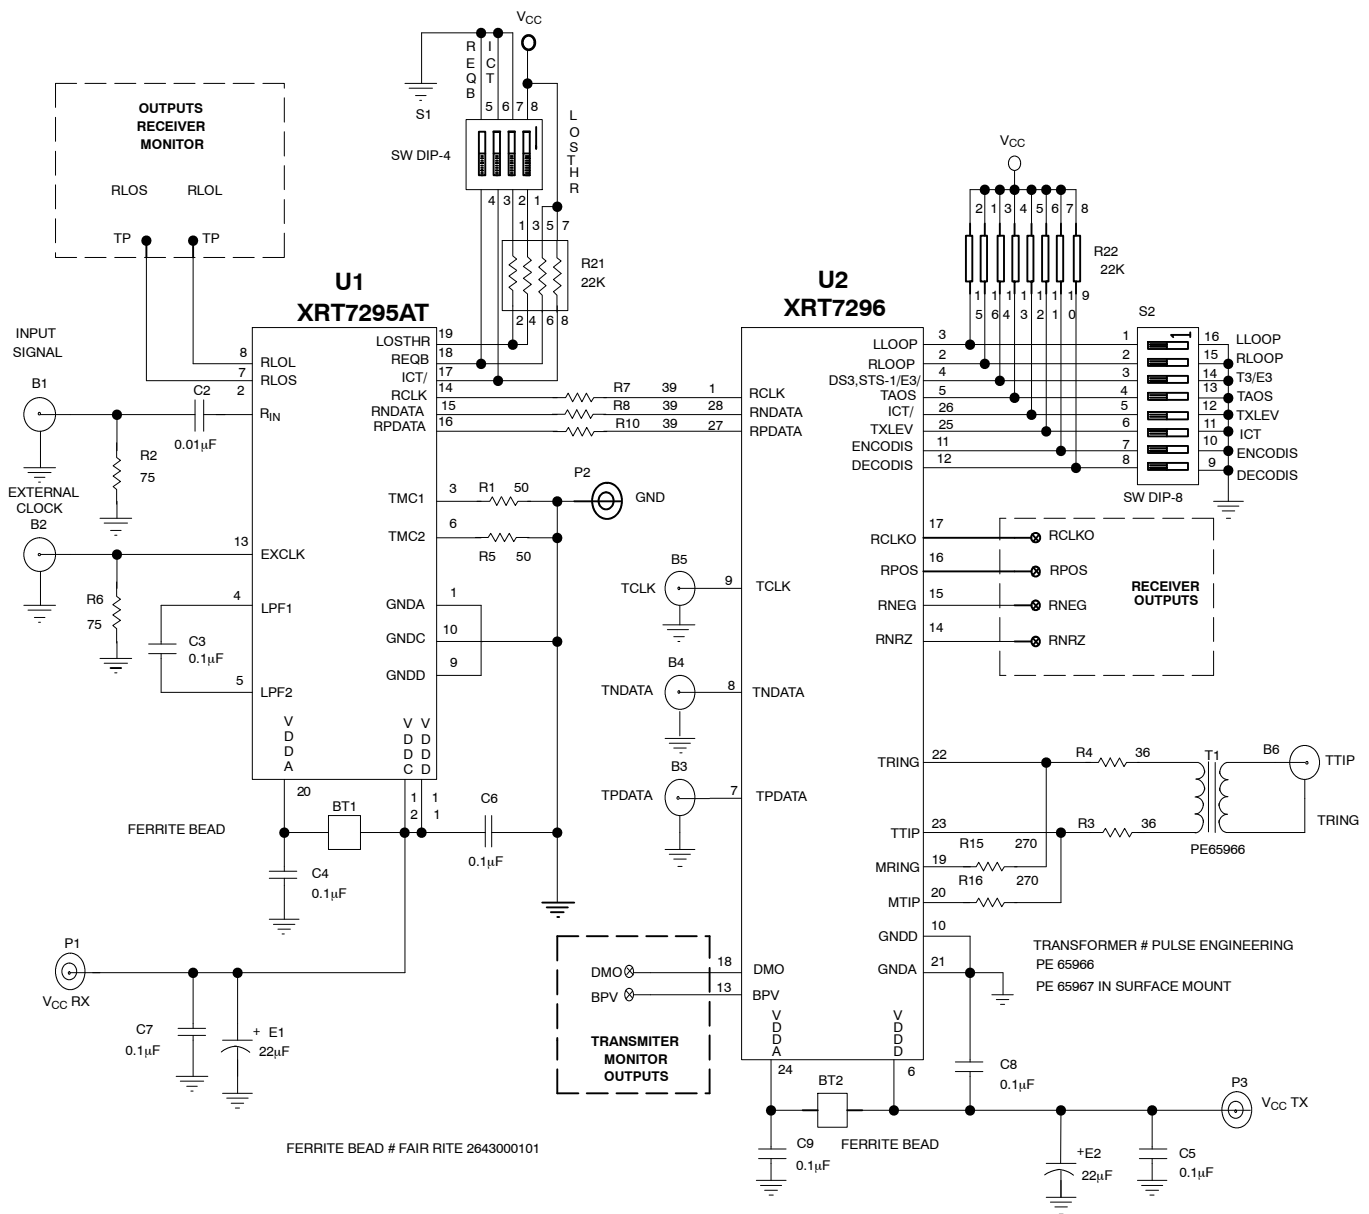 VCC
R
E
Q
B
I
C
T
S1
5 6 7 8
L
O
S
T
H
R
SW DIP-4
4 3 2 1
1 3 5 7
R21
22K
2 4 6 8
OUTPUTS
RECEIVER
MONITOR
RLOS RLOL
TP TP
U1
XRT7295AT
INPUT
SIGNAL
B1
C2
0.01µF
R2
75
EXTERNAL
CLOCK
B2
R6
75
C3
0.1µF
8 RLOL
7 RLOS
2 RIN
13 EXCLK
4 LPF1
5 LPF2
LOSTHR 19
REQB 18
ICT/ 17
RCLK 14
RNDATA 15
RPDATA 16
TMC1 3
TMC2 6
GNDA 1
GNDC 10
GNDD 9
V
D
D
A
V
D
D
C
V
D
D
D
20
1
2
1
1
R7 39
R8 39
R10 39
R1 50
R5 50
P2
GND
FERRITE BEAD
BT1
C6
0.1µF
C4
0.1µF
P1
VCC RX
C7
0.1µF
+ E1
22µF
FERRITE BEAD # FAIR RITE 2643000101
U2
XRT7296
1 RCLK
28 RNDATA
27 RPDATA
B5
TCLK 9 TCLK
B4
TNDATA 8 TNDATA
B3
TPDATA 7 TPDATA
DMO 18 DMO
BPV 13 BPV
TRANSMITER
MONITOR
OUTPUTS
LLOOP 3
RLOOP 2
DS3,STS-1/E3/ 4
TAOS 5
ICT/ 26
TXLEV 25
ENCODIS 11
DECODIS 12
VCC
2 1 3 4 5 6 7 8
R22
22K
1 1 1 1 1 1 1 9
5 6 4 3 2 1 0
S2
1 16 LLOOP
2 15 RLOOP
3 14 T3/E3
4 13 TAOS
5 12 TXLEV
6 11 ICT
7 10 ENCODIS
8 9 DECODIS
SW DIP-8
RCLKO 17 RCLKO
RPOS 16 RPOS
RNEG 15 RNEG
RNRZ 14 RNRZ
RECEIVER
OUTPUTS
TRING 22
TTIP 23
MRING 19
MTIP 20
GNDD 10
GNDA 21
R4 36
R3 36
R15 270
R16 270
T1
PE65966
B6
TTIP
TRING
TRANSFORMER # PULSE ENGINEERING
PE 65966
PE 65967 IN SURFACE MOUNT
V
D
D
A
V
D
D
D
24
6
BT2
FERRITE BEAD
C8
0.1µF
C9
0.1µF
+E2
22µF
C5
0.1µF
P3
VCC TX